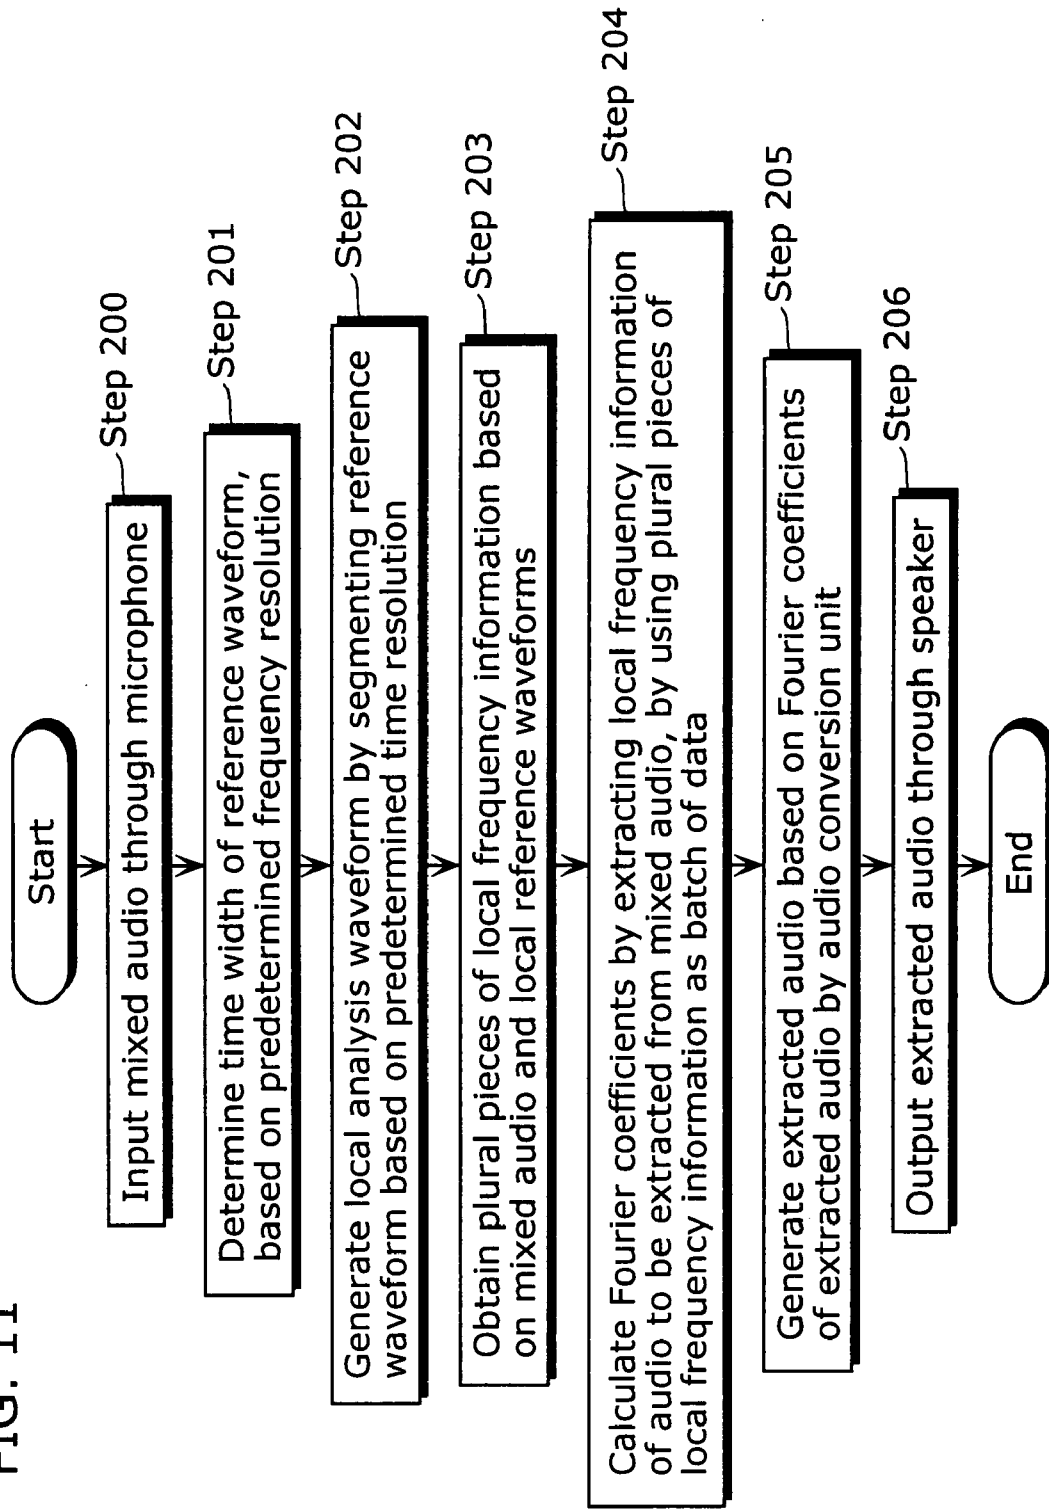 FIG. 11
Start
Input mixed audio through microphone
Step 200
Determine time width of reference waveform,
based on predetermined frequency resolution
Step 201
Generate local analysis waveform by segmenting reference
waveform based on predetermined time resolution
Step 202
Obtain plural pieces of local frequency information based
on mixed audio and local reference waveforms
Step 203
Calculate Fourier coefficients by extracting local frequency information
of audio to be extracted from mixed audio, by using plural pieces of
local frequency information as batch of data
Step 204
Generate extracted audio based on Fourier coefficients
of extracted audio by audio conversion unit
Step 205
Output extracted audio through speaker
Step 206
End